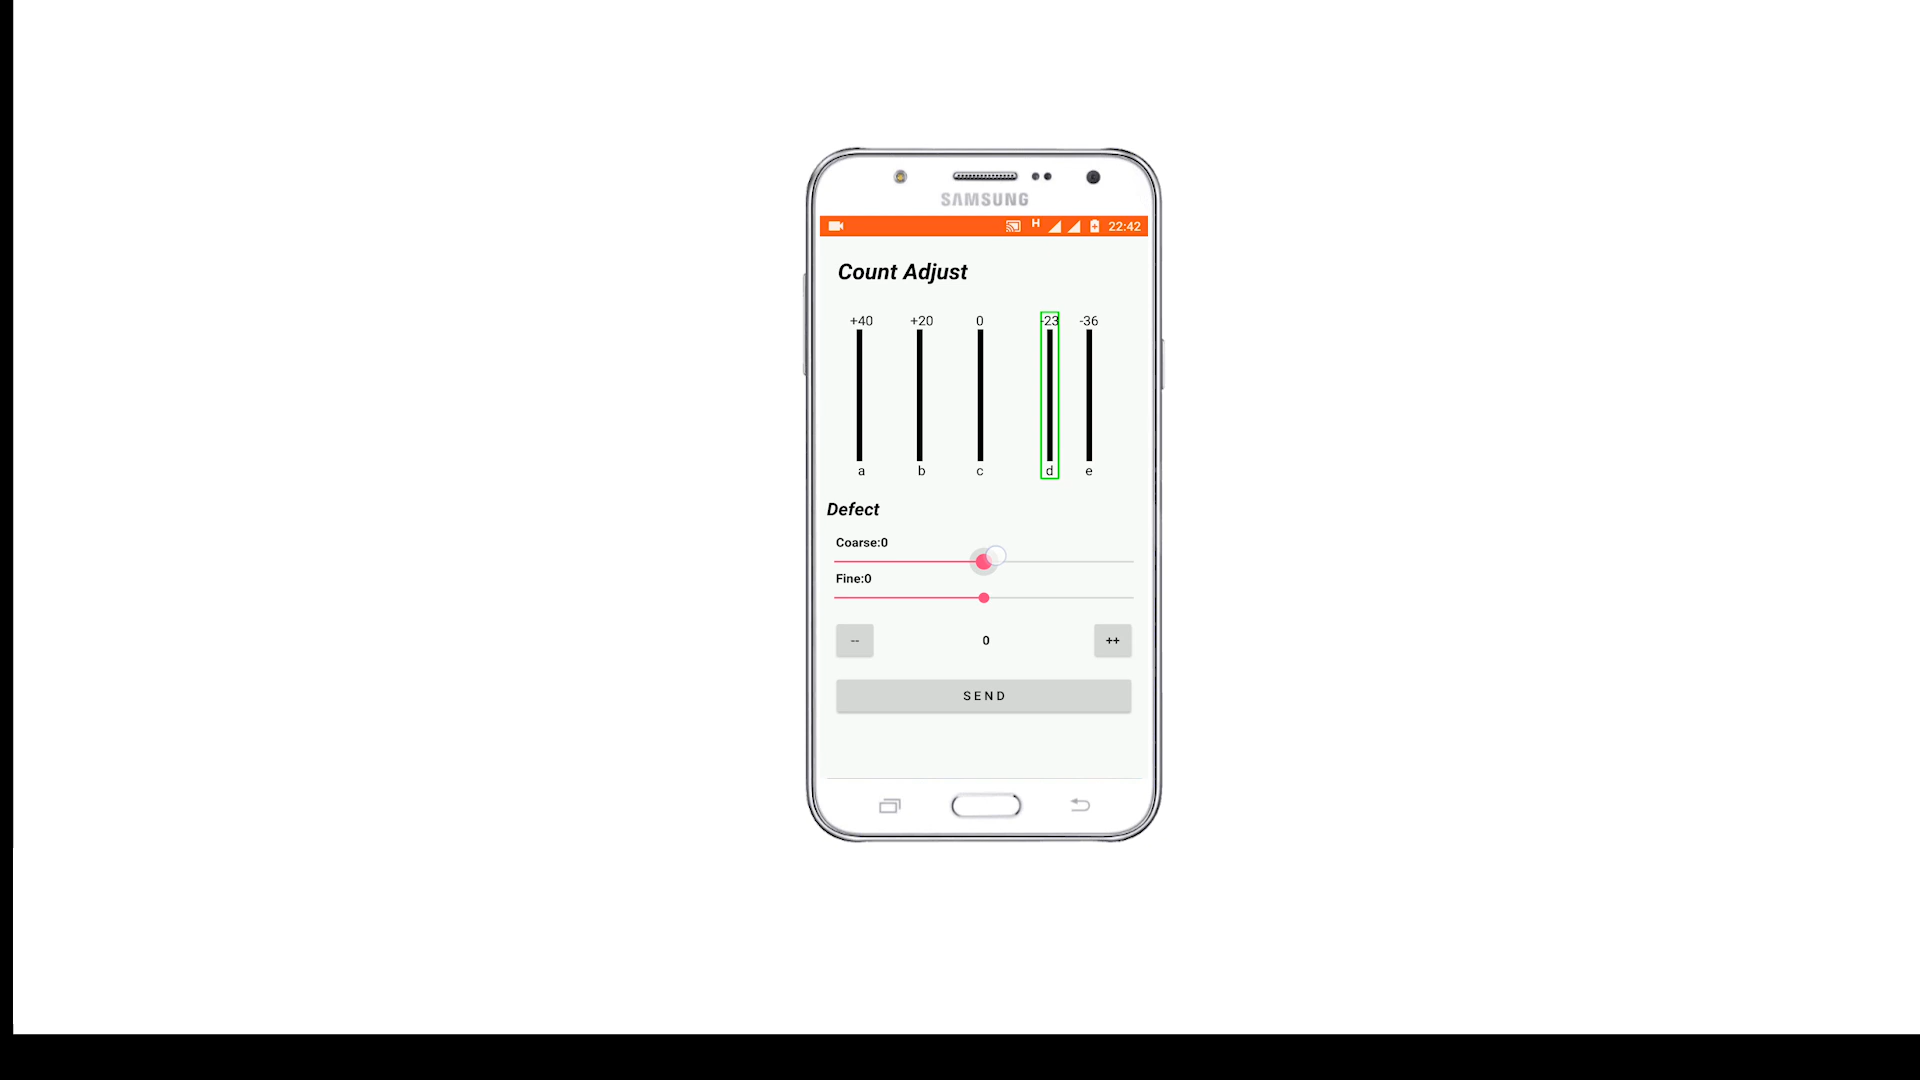 SAMSUNG
H 22:42
Count Adjust
+40 +20 0 -23 -36
a b c d e
Defect
Coarse:0
Fine:0
-- 0 ++
SEND